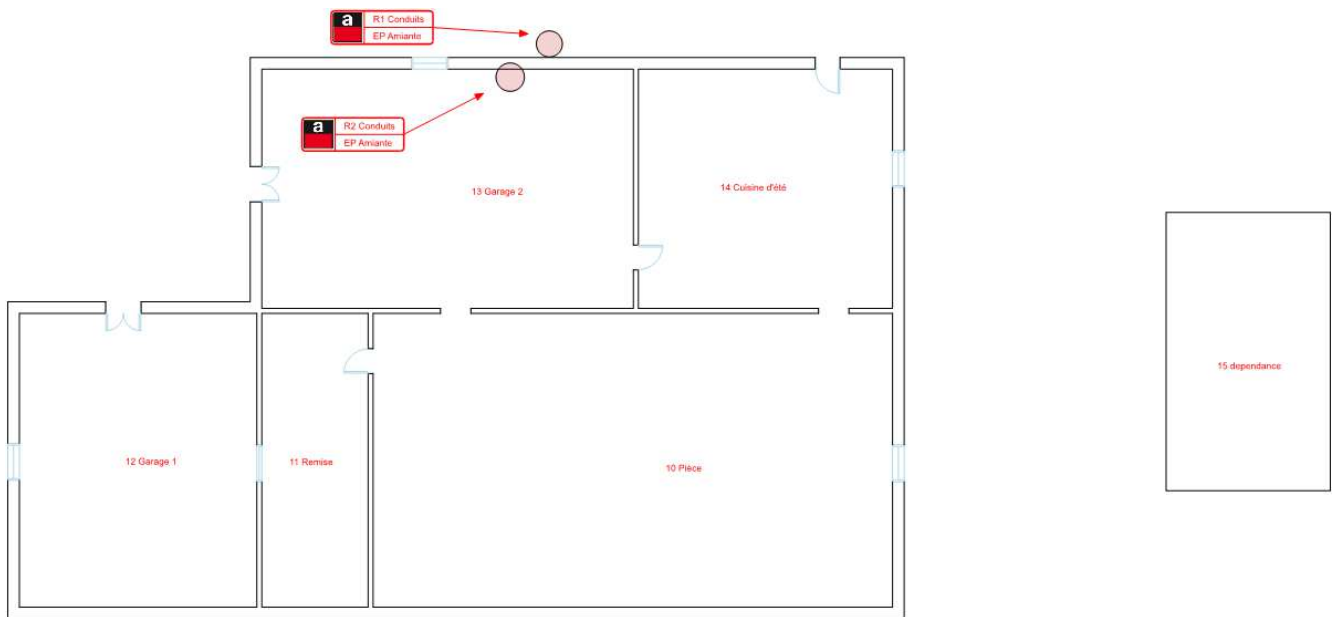 a
R1 Conduits
EP Amiante
a
R2 Conduits
EP Amiante
13 Garage 2
14 Cuisine d'été
15 dependance
12 Garage 1
11 Remise
10 Pièce